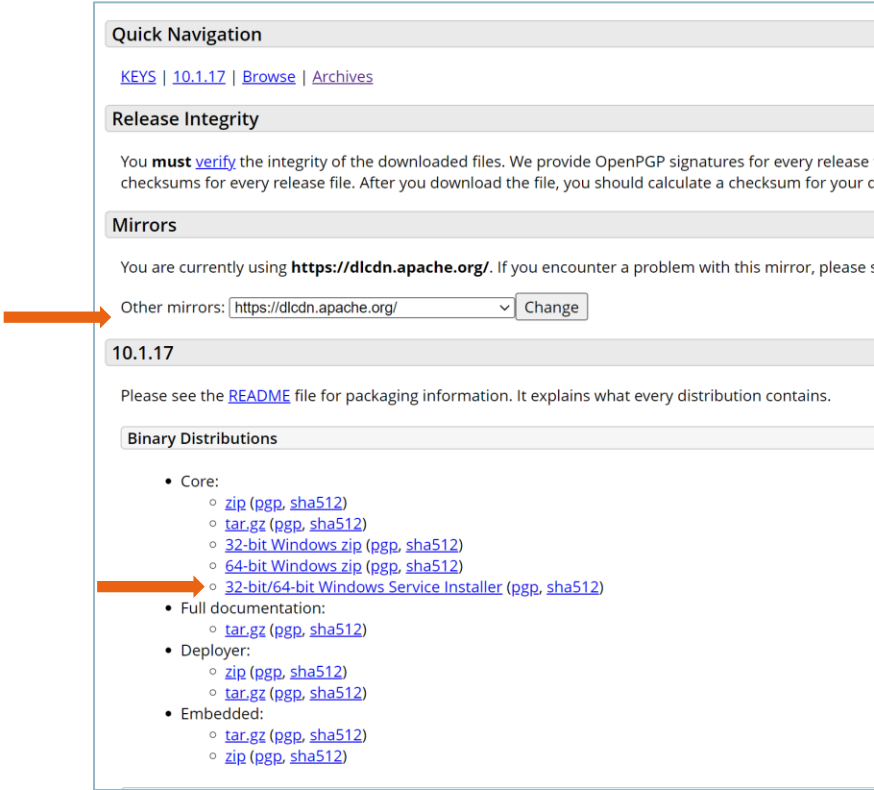 Quick Navigation
KEYS | 10.1.17 | Browse | Archives
Release Integrity
You must verify the integrity of the downloaded files. We provide OpenPGP signatures for every release
checksums for every release file. After you download the file, you should calculate a checksum for your
Mirrors
You are currently using https://dlcdn.apache.org/. If you encounter a problem with this mirror, please
Other mirrors: https://dlcdn.apache.org/ Change
10.1.17
Please see the README file for packaging information. It explains what every distribution contains.
Binary Distributions
• Core:
◦ zip (pgp, sha512)
◦ tar.gz (pgp, sha512)
◦ 32-bit Windows zip (pgp, sha512)
◦ 64-bit Windows zip (pgp, sha512)
◦ 32-bit/64-bit Windows Service Installer (pgp, sha512)
• Full documentation:
◦ tar.gz (pgp, sha512)
• Deployer:
◦ zip (pgp, sha512)
◦ tar.gz (pgp, sha512)
• Embedded:
◦ tar.gz (pgp, sha512)
◦ zip (pgp, sha512)